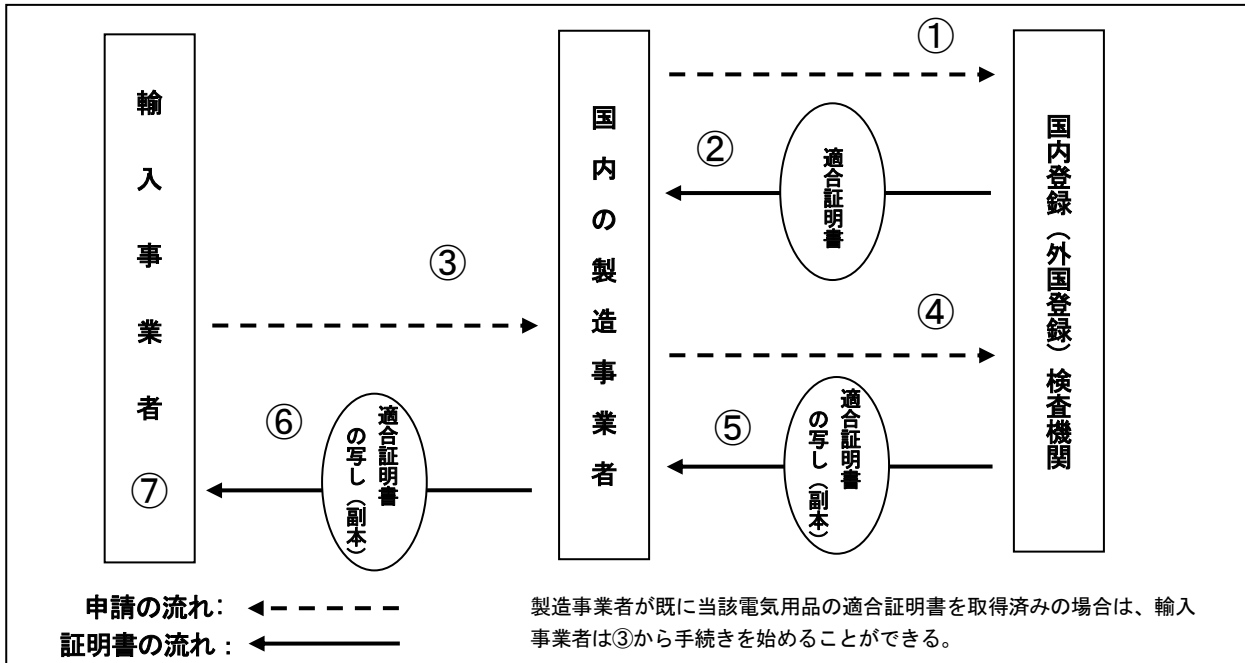 輸入事業者
⑦
国内の製造事業者
国内登録（外国登録）検査機関
①
②
適合証明書
③
④
⑤
適合証明書
の写し（副本）
⑥
適合証明書
の写し（副本）
申請の流れ：
証明書の流れ：
製造事業者が既に当該電気用品の適合証明書を取得済みの場合は、輸入
事業者は③から手続きを始めることができる。